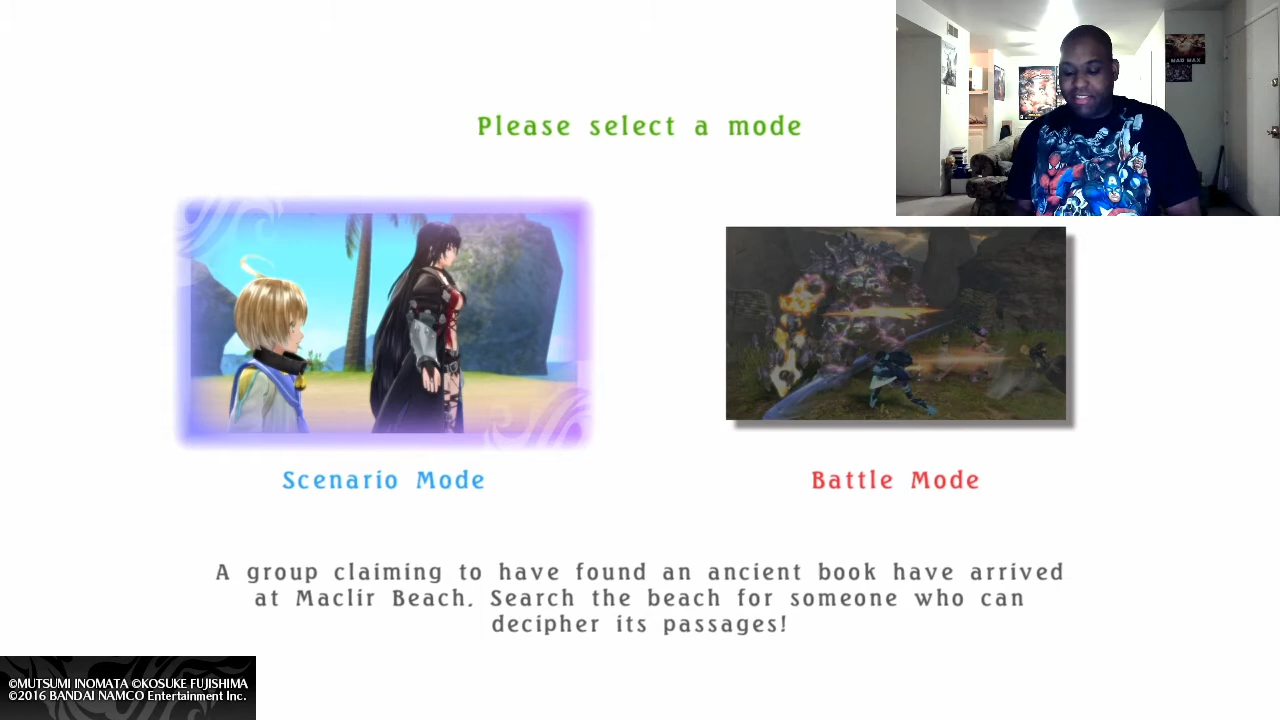 Please select a mode
MAD MAX
Scenario Mode
Battle Mode
A group claiming to have found an ancient book have arrived
at Maclir Beach. Search the beach for someone who can
decipher its passages!
©MUTSUMI INOMATA ©KOSUKE FUJISHIMA
©2016 BANDAI NAMCO Entertainment Inc.